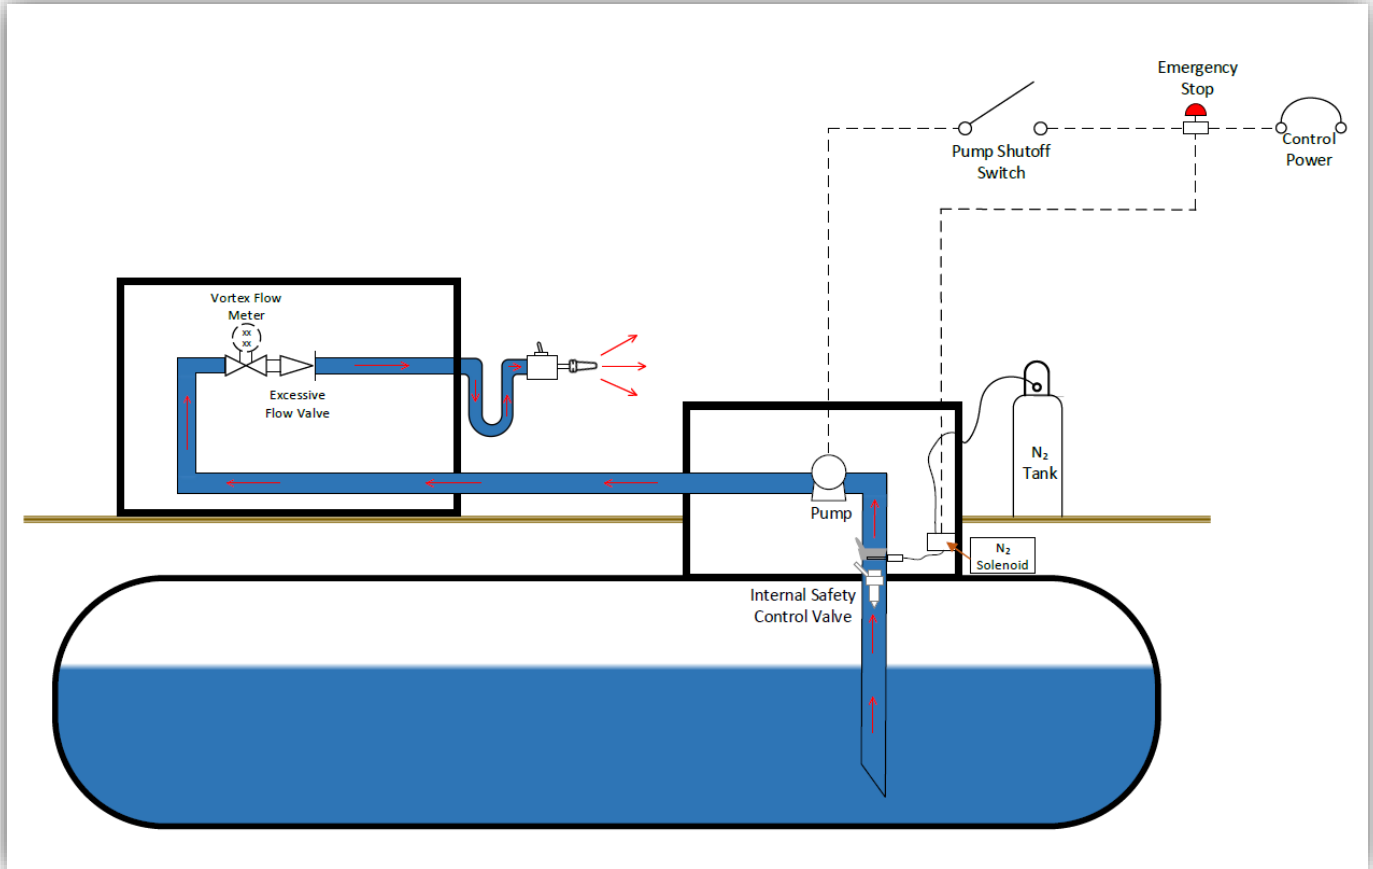 Emergency
Stop
Control
Power
Pump Shutoff
Switch
Vortex Flow
Meter
xx
xx
Excessive
Flow Valve
N₂
Tank
Pump
N₂
Solenoid
Internal Safety
Control Valve